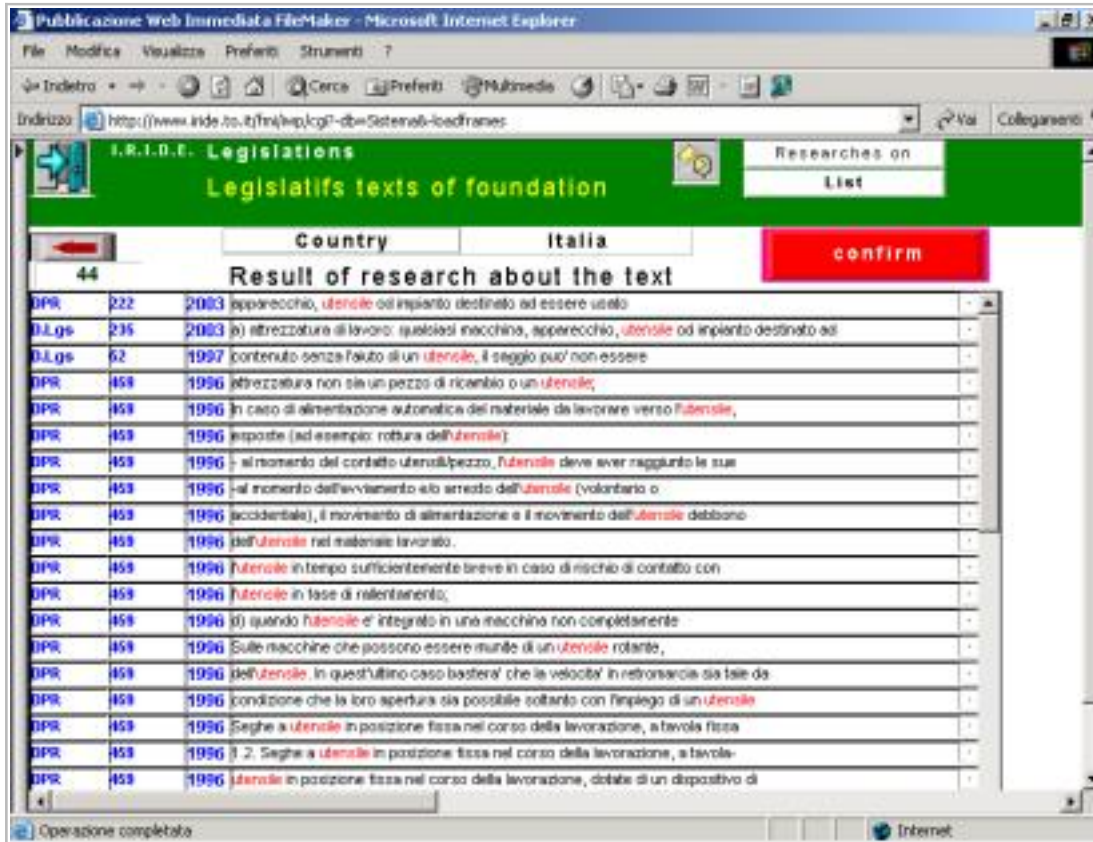 Pubblicazione Web Immediata FileMaker - Microsoft Internet Explorer
File Modifica Visualizza Preferiti Strumenti ?
Indietro Cerca Preferiti Multimedia
Indirizzo http://www.iride.to.it/fmi/iwp/cgi?-db=Sistema&-loadframes Vai Collegamenti
I.R.I.D.E. Legislations Researches on
Legislatifs texts of foundation List
Country Italia confirm
44 Result of research about the text
DPR 222 2003 apparecchio, utensile od impianto destinato ad essere usato
D.Lgs 235 2003 a) attrezzatura di lavoro: qualsiasi macchina, apparecchio, utensile od impianto destinato ad
D.Lgs 52 1997 contenuto senza l'aiuto di un utensile, il saggio puo' non essere
DPR 459 1996 attrezzatura non sia un pezzo di ricambio o un utensile;
DPR 459 1996 In caso di alimentazione automatica del materiale da lavorare verso l'utensile,
DPR 459 1996 esposte (ad esempio: rottura dell'utensile):
DPR 459 1996 - al momento del contatto utensili/pezzo, l'utensile deve aver raggiunto le sue
DPR 459 1996 -al momento dell'avviamento e/o arresto dell'utensile (volontario o
DPR 459 1996 accidentale), il movimento di alimentazione e il movimento dell'utensile debbono
DPR 459 1996 dell'utensile nel materiale lavorato.
DPR 459 1996 l'utensile in tempo sufficientemente breve in caso di rischio di contatto con
DPR 459 1996 l'utensile in fase di rallentamento;
DPR 459 1996 d) quando l'utensile e' integrato in una macchina non completamente
DPR 459 1996 Sulle macchine che possono essere munite di un utensile rotante,
DPR 459 1996 dell'utensile. In quest'ultimo caso bastera' che la velocita' in retromarcia sia tale da
DPR 459 1996 condizione che la loro apertura sia possibile soltanto con l'impiego di un utensile
DPR 459 1996 Seghe a utensile in posizione fissa nel corso della lavorazione, a tavola fissa
DPR 459 1996 1.2. Seghe a utensile in posizione fissa nel corso della lavorazione, a tavola-
DPR 459 1996 utensile in posizione fissa nel corso della lavorazione, dotate di un dispositivo di
Operazione completata Internet